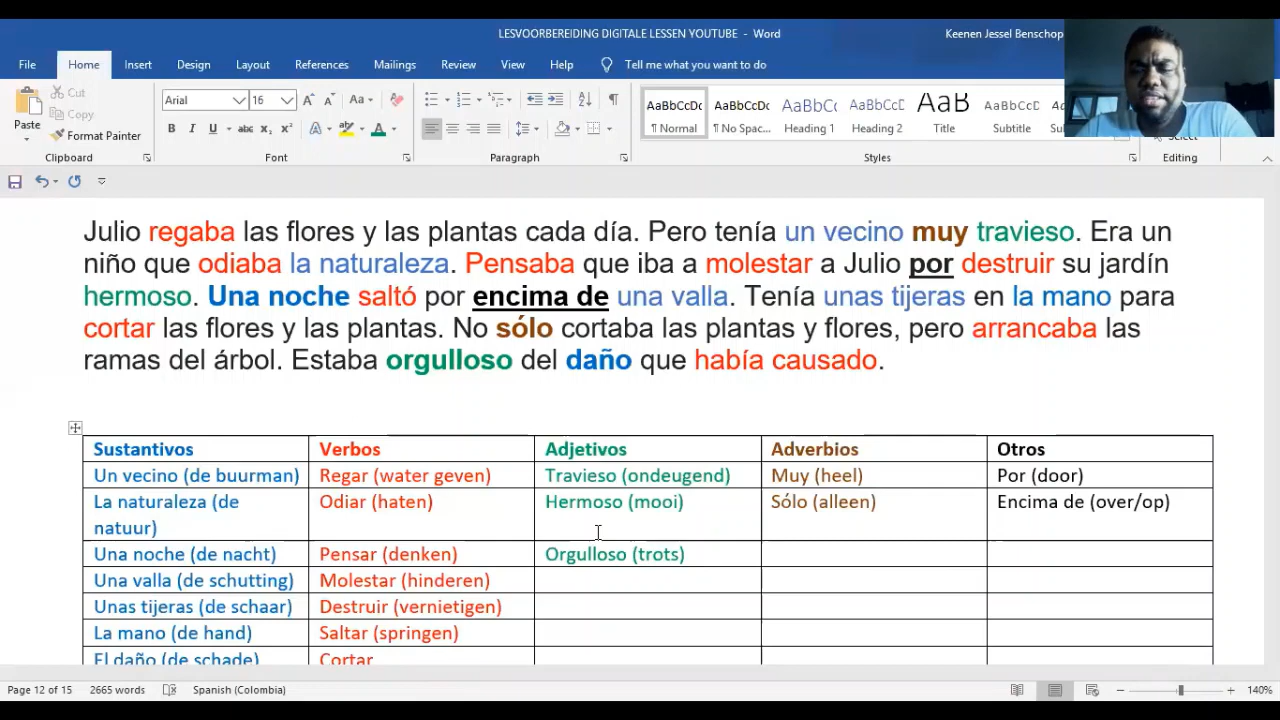 LESVOORBEREIDING DIGITALE LESSEN YOUTUBE - Word
Keenen Jessel Benschop
File Home Insert Design Layout References Mailings Review View Help Tell me what you want to do
Cut
Copy
Format Painter
Paste
Arial 16
AaBbCcDc AaBbCcDc AaBbC AaBbCcD AaB AaBbCcD
¶ Normal ¶ No Spac... Heading 1 Heading 2 Title Subtitle
Clipboard Font Paragraph Styles Editing
Julio regaba las flores y las plantas cada día. Pero tenía un vecino muy travieso. Era un
niño que odiaba la naturaleza. Pensaba que iba a molestar a Julio por destruir su jardín
hermoso. Una noche saltó por encima de una valla. Tenía unas tijeras en la mano para
cortar las flores y las plantas. No sólo cortaba las plantas y flores, pero arrancaba las
ramas del árbol. Estaba orgulloso del daño que había causado.
Sustantivos Verbos Adjetivos Adverbios Otros
Un vecino (de buurman) Regar (water geven) Travieso (ondeugend) Muy (heel) Por (door)
La naturaleza (de Odiar (haten) Hermoso (mooi) Sólo (alleen) Encima de (over/op)
natuur)
Una noche (de nacht) Pensar (denken) Orgulloso (trots)
Una valla (de schutting) Molestar (hinderen)
Unas tijeras (de schaar) Destruir (vernietigen)
La mano (de hand) Saltar (springen)
El daño (de schade) Cortar
Page 12 of 15 2665 words Spanish (Colombia) 140%